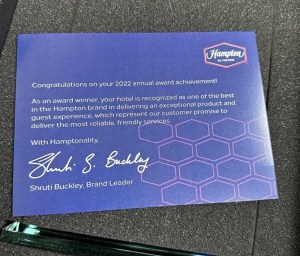 Hampton
BY HILTON
Congratulations on your 2022 annual award achievement!
As an award winner, your hotel is recognized as one of the best
in the Hampton brand in delivering an exceptional product and
guest experience, which represent our customer promise to
deliver the most reliable, friendly services.
With Hamptonality,
Shruti G. Buckley
Shruti Buckley, Brand Leader